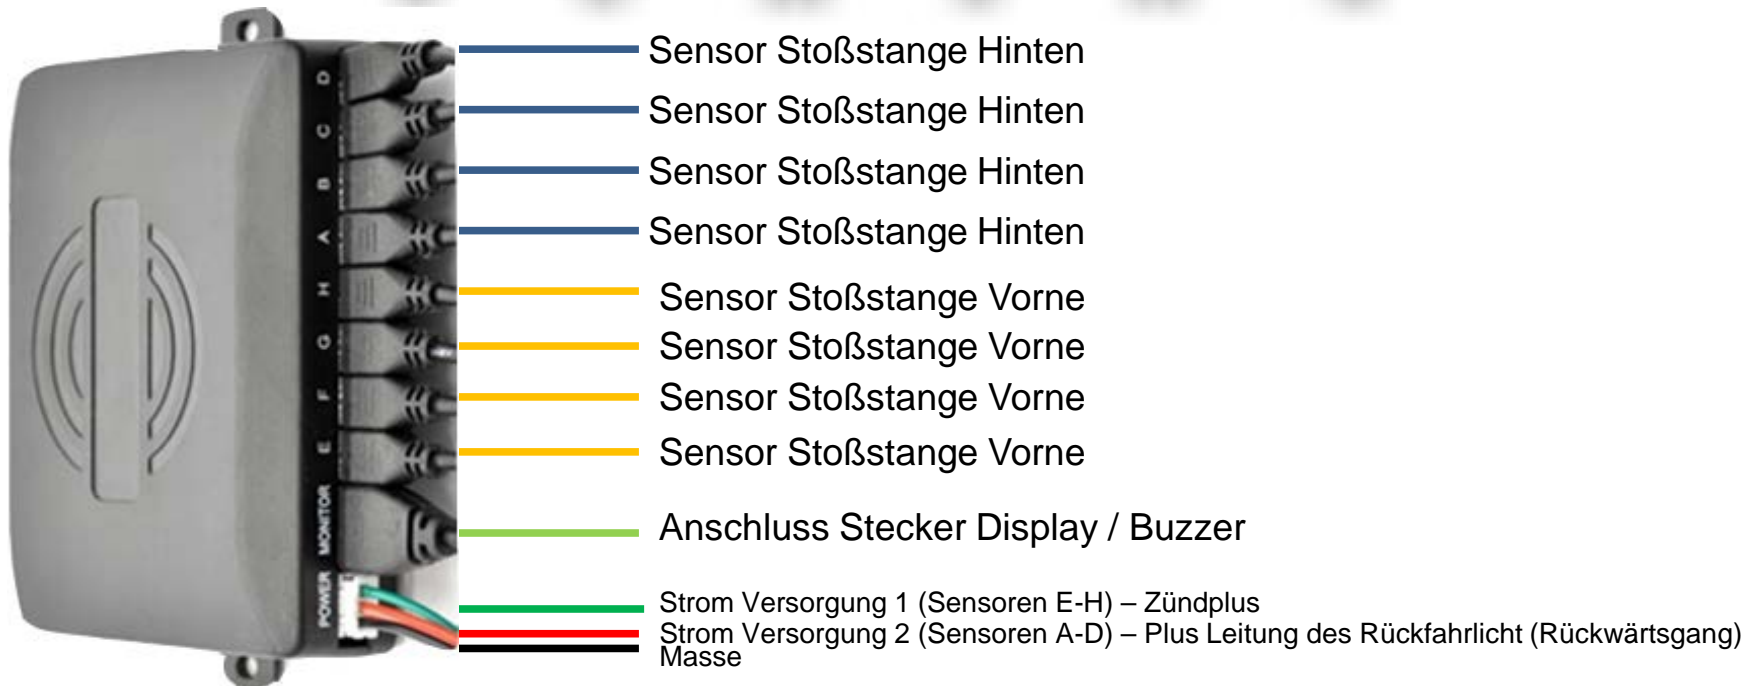 D
Sensor Stoßstange Hinten
C
Sensor Stoßstange Hinten
B
Sensor Stoßstange Hinten
A
Sensor Stoßstange Hinten
H
Sensor Stoßstange Vorne
G
Sensor Stoßstange Vorne
F
Sensor Stoßstange Vorne
E
Sensor Stoßstange Vorne
MONITOR
Anschluss Stecker Display / Buzzer
POWER
Strom Versorgung 1 (Sensoren E-H) – Zündplus
Strom Versorgung 2 (Sensoren A-D) – Plus Leitung des Rückfahrlicht (Rückwärtsgang)
Masse